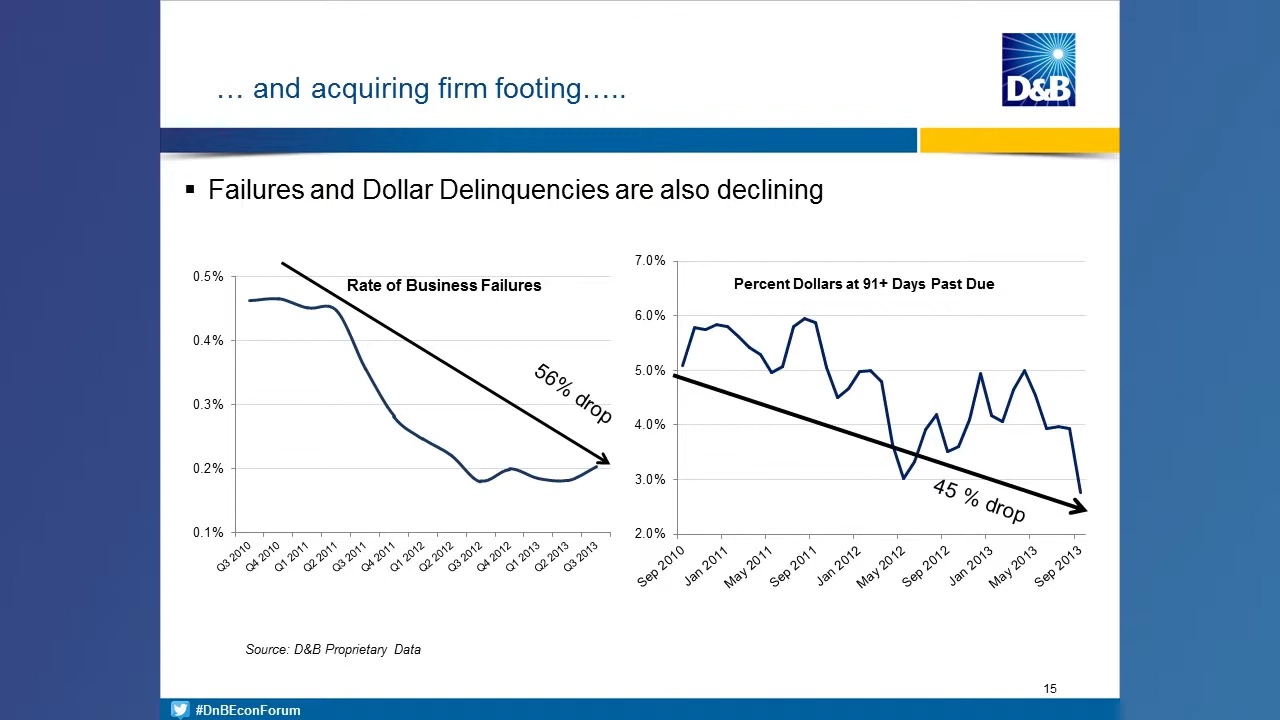 … and acquiring firm footing…..
D&B
▪ Failures and Dollar Delinquencies are also declining
Rate of Business Failures
0.5%
0.4%
0.3%
0.2%
0.1%
56% drop
Q3 2010
Q4 2010
Q1 2011
Q2 2011
Q3 2011
Q4 2011
Q1 2012
Q2 2012
Q3 2012
Q4 2012
Q1 2013
Q2 2013
Q3 2013
Percent Dollars at 91+ Days Past Due
7.0%
6.0%
5.0%
4.0%
3.0%
2.0%
45 % drop
Sep 2010
Jan 2011
May 2011
Sep 2011
Jan 2012
May 2012
Sep 2012
Jan 2013
May 2013
Sep 2013
Source: D&B Proprietary Data
15
#DnBEconForum